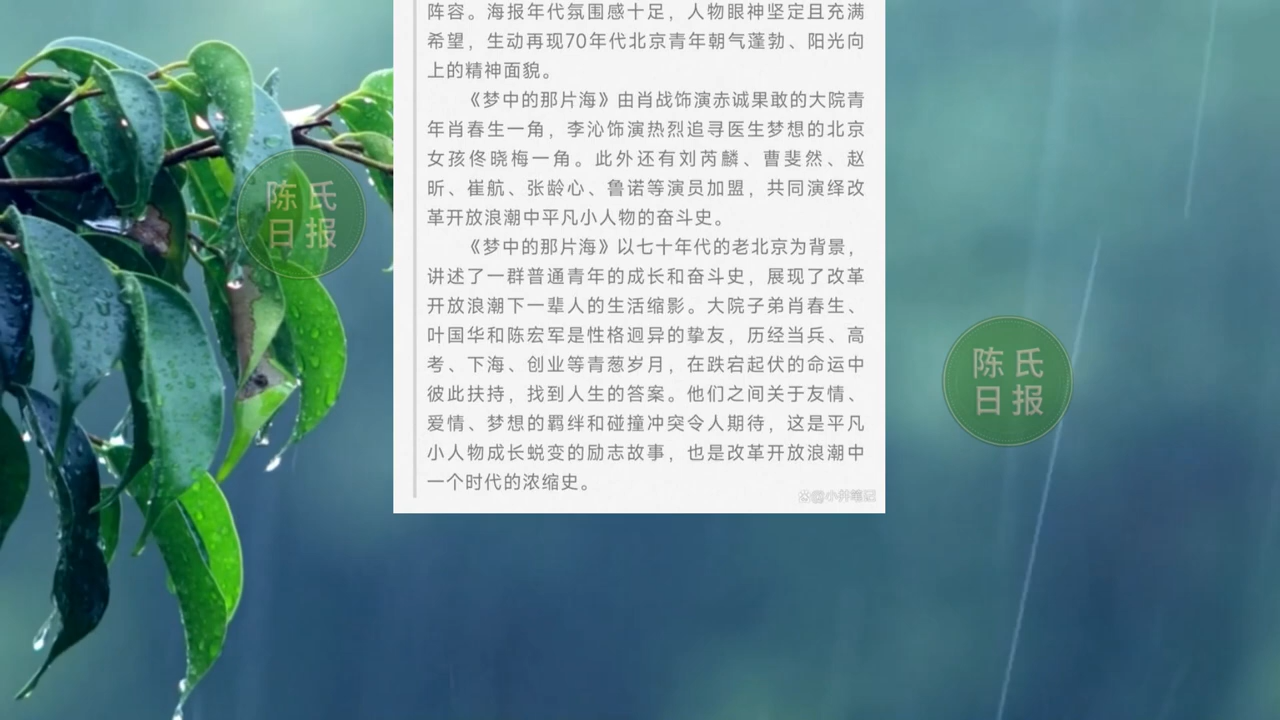 阵容。海报年代氛围感十足，人物眼神坚定且充满
希望，生动再现70年代北京青年朝气蓬勃、阳光向
上的精神面貌。
《梦中的那片海》由肖战饰演赤诚果敢的大院青
年肖春生一角，李沁饰演热烈追寻医生梦想的北京
女孩佟晓梅一角。此外还有刘芮麟、曹斐然、赵
昕、崔航、张龄心、鲁诺等演员加盟，共同演绎改
革开放浪潮中平凡小人物的奋斗史。
《梦中的那片海》以七十年代的老北京为背景，
讲述了一群普通青年的成长和奋斗史，展现了改革
开放浪潮下一辈人的生活缩影。大院子弟肖春生、
叶国华和陈宏军是性格迥异的挚友，历经当兵、高
考、下海、创业等青葱岁月，在跌宕起伏的命运中
彼此扶持，找到人生的答案。他们之间关于友情、
爱情、梦想的羁绊和碰撞冲突令人期待，这是平凡
小人物成长蜕变的励志故事，也是改革开放浪潮中
一个时代的浓缩史。
陈氏
日报
陈氏
日报